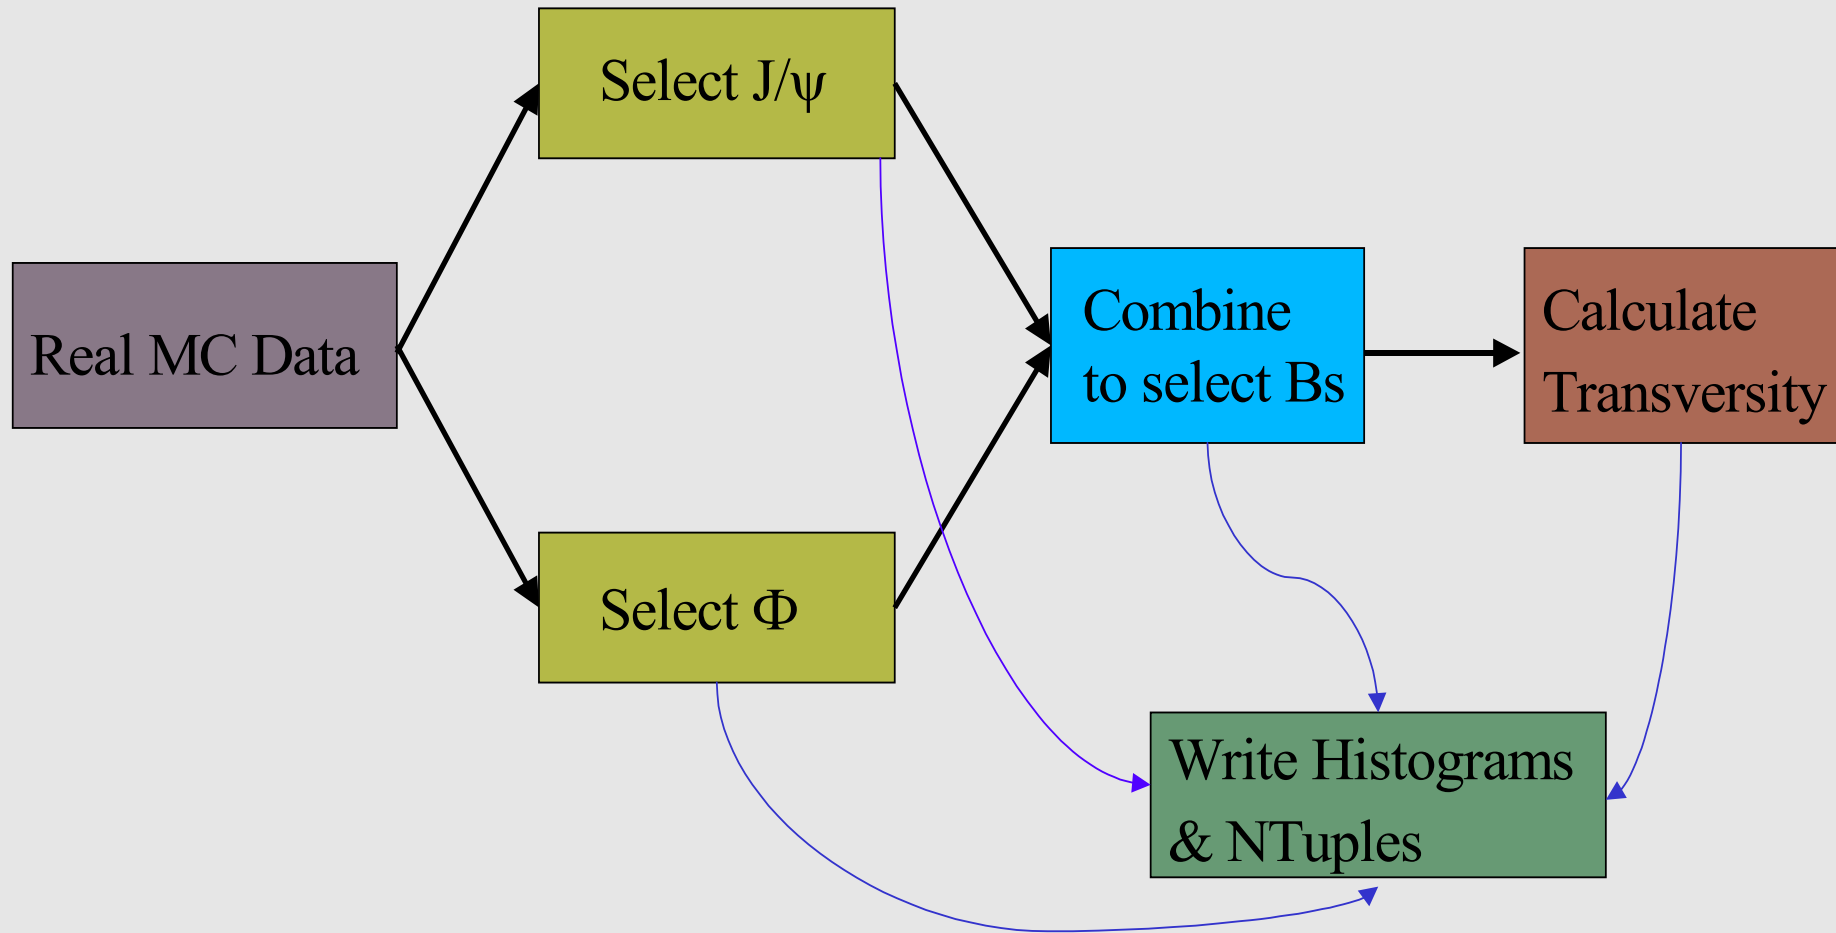 Select J/ψ
Real MC Data
Combine
to select Bs
Calculate
Transversity
Select Φ
Write Histograms
& NTuples